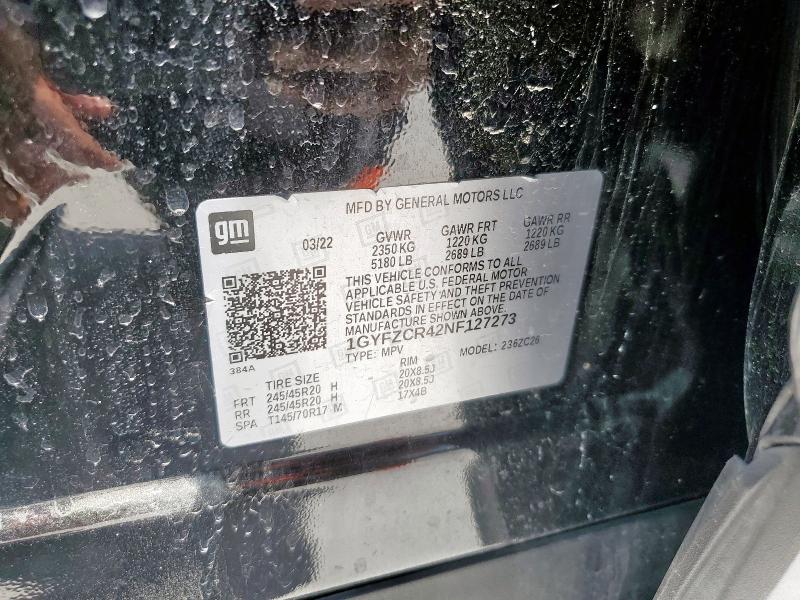 MFD BY GENERAL MOTORS LLC
gm
03/22
GVWR GAWR FRT GAWR RR
2350 KG 1220 KG 1220 KG
5180 LB 2689 LB 2689 LB
THIS VEHICLE CONFORMS TO ALL
APPLICABLE U.S. FEDERAL MOTOR
VEHICLE SAFETY AND THEFT PREVENTION
STANDARDS IN EFFECT ON THE DATE OF
MANUFACTURE SHOWN ABOVE.
1GYFZCR42NF127273
TYPE: MPV MODEL: 236ZC26
384A
TIRE SIZE RIM
FRT 245/45R20 H 20X8.5J
RR 245/45R20 H 20X8.5J
SPA T145/70R17 M 17X4B